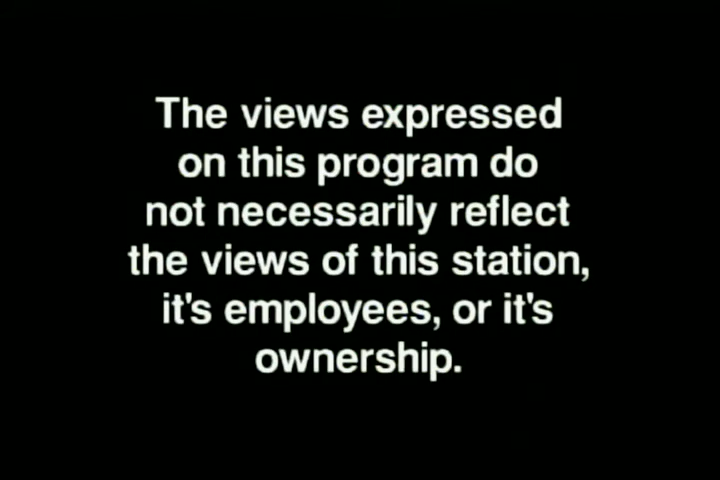 The views expressed
on this program do
not necessarily reflect
the views of this station,
it's employees, or it's
ownership.